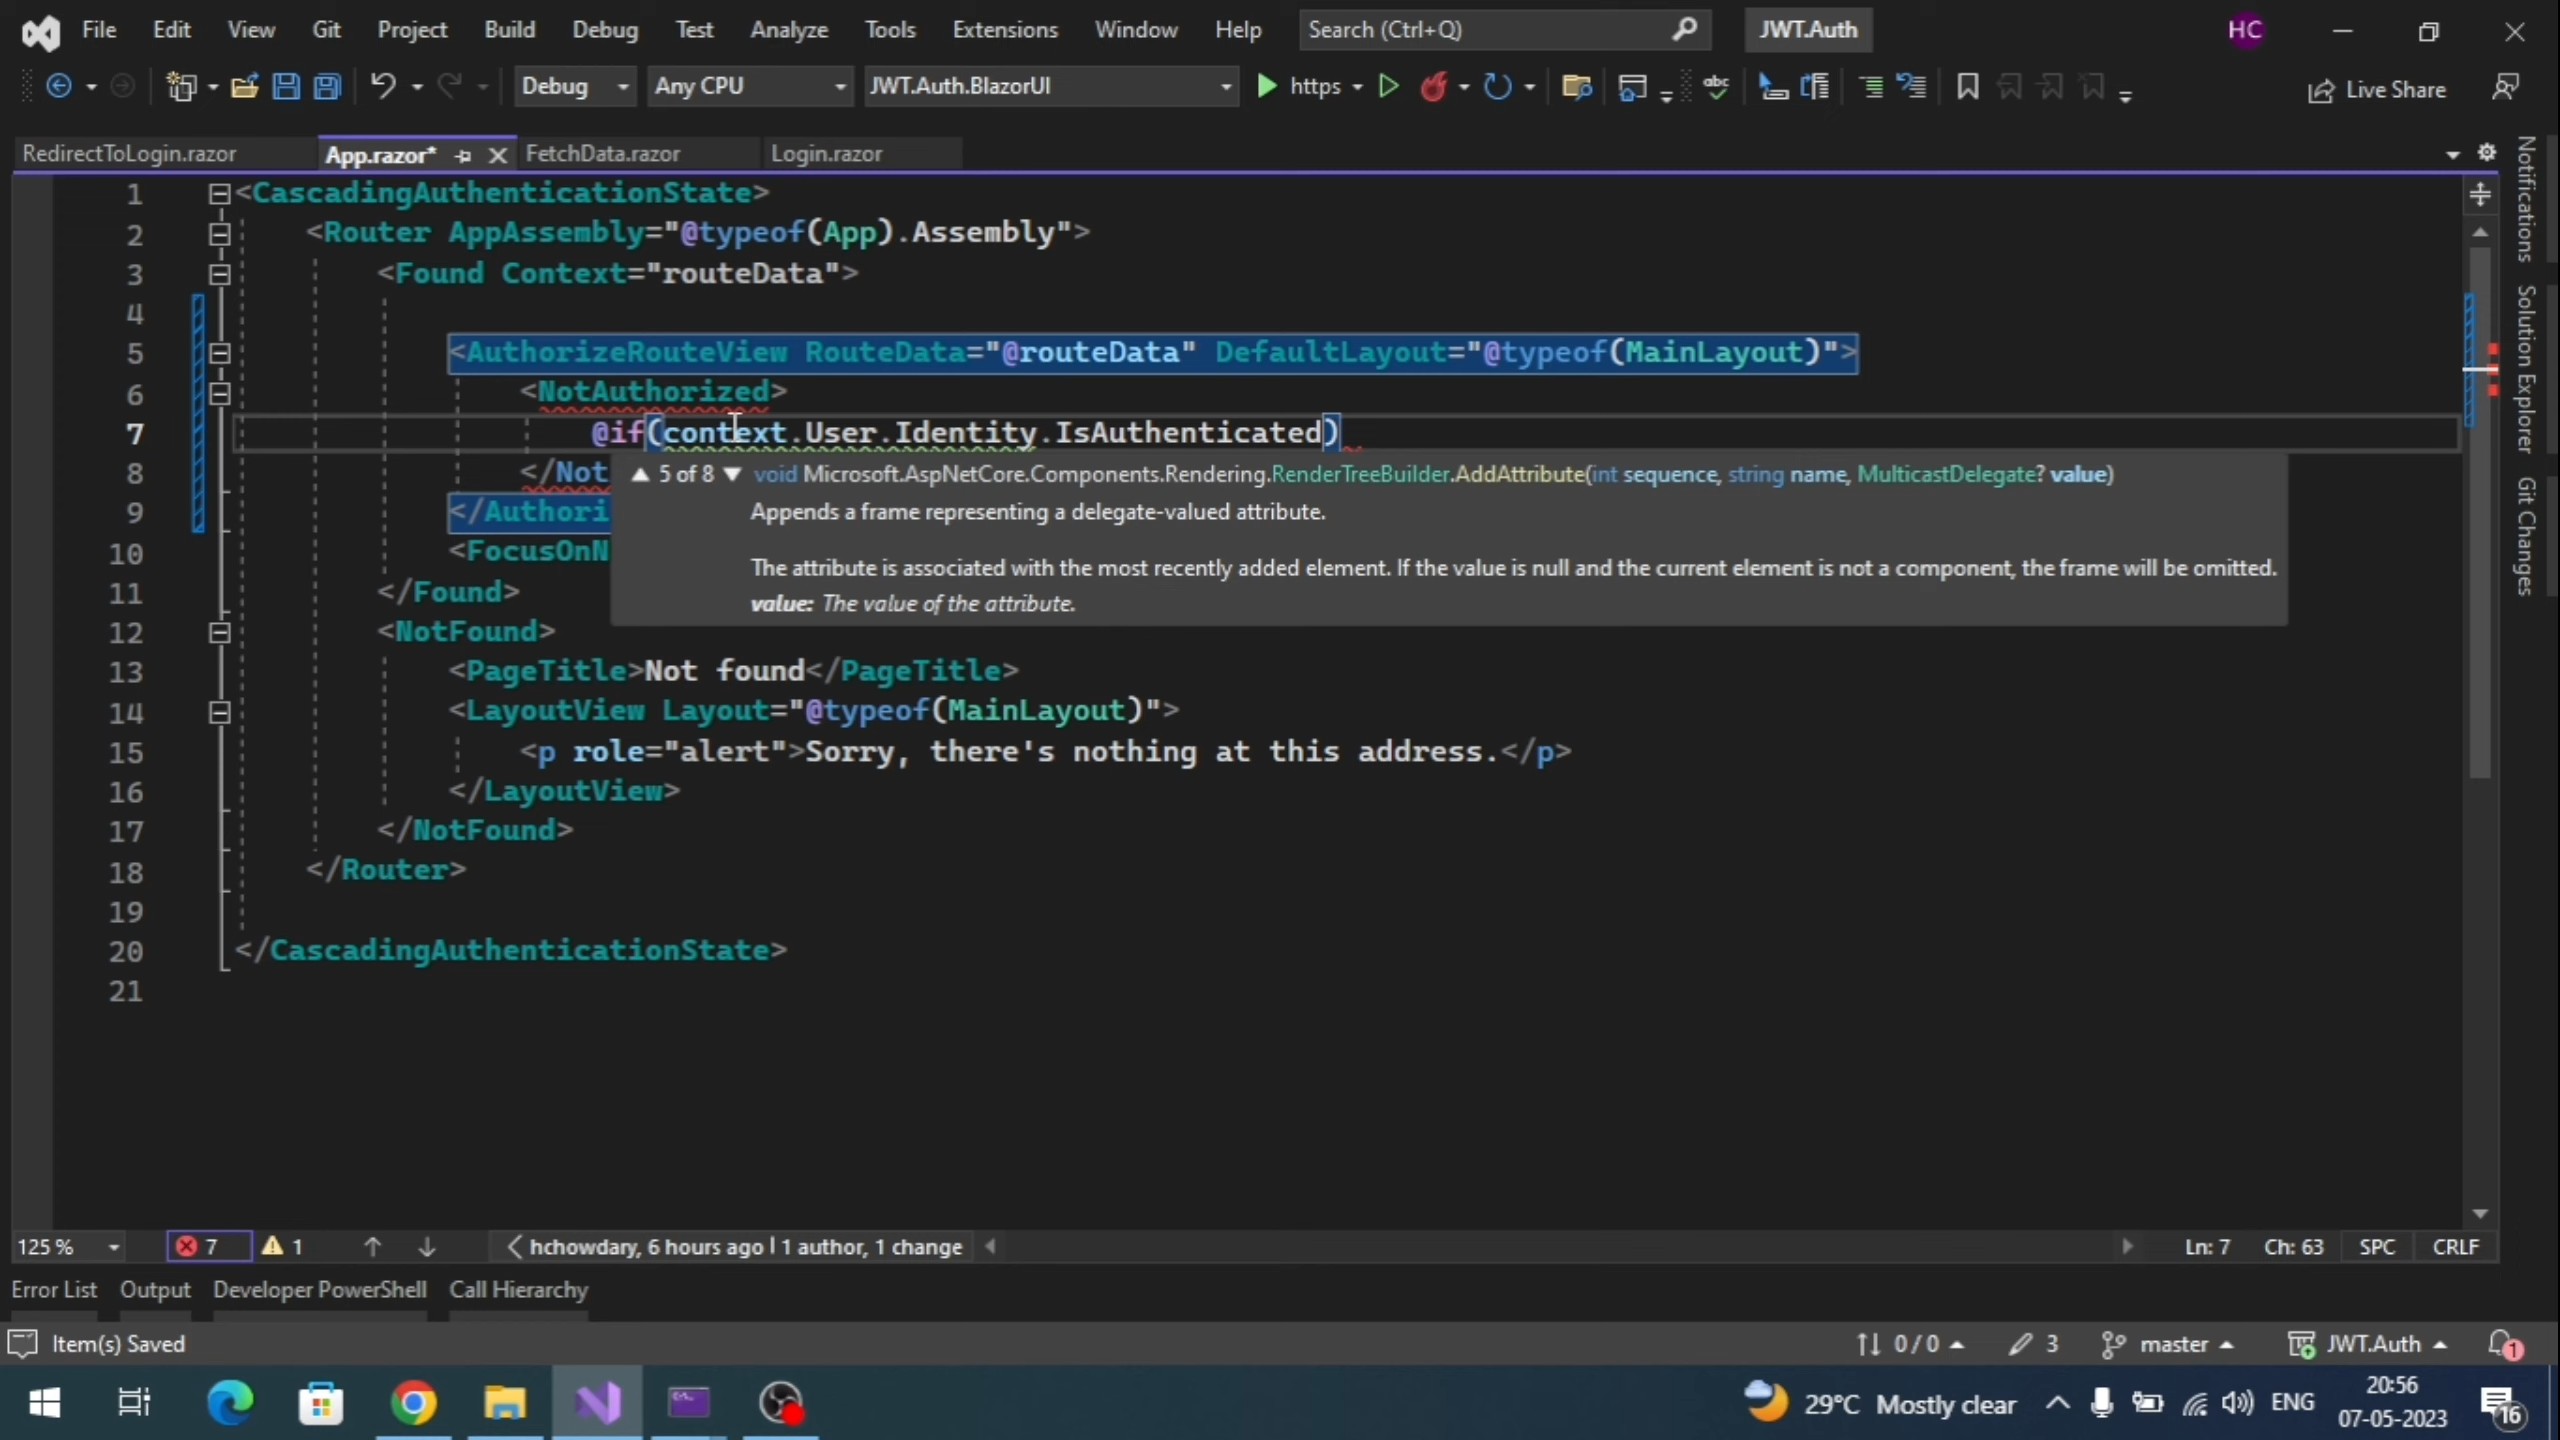 File Edit View Git Project Build Debug Test Analyze Tools Extensions Window Help Search (Ctrl+Q) JWT.Auth HC
Debug Any CPU JWT.Auth.BlazorUI https abc Live Share
RedirectToLogin.razor App.razor* FetchData.razor Login.razor
1 <CascadingAuthenticationState>
2 <Router AppAssembly="@typeof(App).Assembly">
3 <Found Context="routeData">
4
5 <AuthorizeRouteView RouteData="@routeData" DefaultLayout="@typeof(MainLayout)">
6 <NotAuthorized>
7 @if(context.User.Identity.IsAuthenticated)
8 </Not
5 of 8 void Microsoft.AspNetCore.Components.Rendering.RenderTreeBuilder.AddAttribute(int sequence, string name, MulticastDelegate? value)
9 </Authori
Appends a frame representing a delegate-valued attribute.
10 <FocusOnN
The attribute is associated with the most recently added element. If the value is null and the current element is not a component, the frame will be omitted.
11 </Found>
value: The value of the attribute.
12 <NotFound>
13 <PageTitle>Not found</PageTitle>
14 <LayoutView Layout="@typeof(MainLayout)">
15 <p role="alert">Sorry, there's nothing at this address.</p>
16 </LayoutView>
17 </NotFound>
18 </Router>
19
20 </CascadingAuthenticationState>
21
Notifications
Solution Explorer
Git Changes
125 % 7 1 hchowdary, 6 hours ago | 1 author, 1 change Ln: 7 Ch: 63 SPC CRLF
Error List Output Developer PowerShell Call Hierarchy
Item(s) Saved 0 / 0 3 master JWT.Auth 1
29°C Mostly clear ENG 20:56
07-05-2023 16